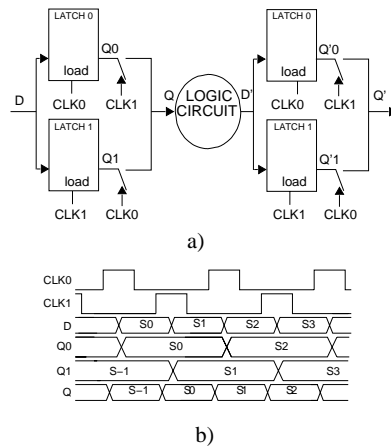 LATCH 0
Q0
load
CLK0
CLK1
D
LATCH 1
Q1
load
CLK1
CLK0
Q
LOGIC
CIRCUIT
D'
LATCH 0
Q'0
load
CLK0
CLK1
Q'
LATCH 1
Q'1
load
CLK1
CLK0
a)
CLK0
CLK1
D S0 S1 S2 S3
Q0 S0 S2
Q1 S-1 S1 S3
Q S-1 S0 S1 S2
b)